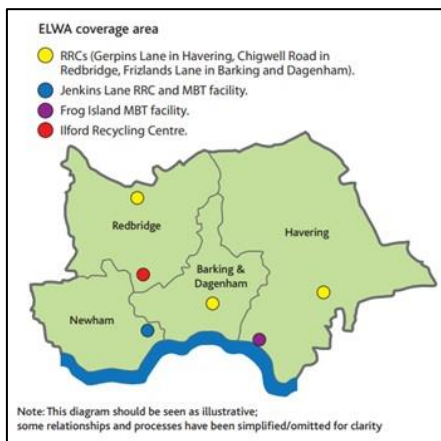 ELWA coverage area
RRCs (Gerpins Lane in Havering, Chigwell Road in
Redbridge, Frizlands Lane in Barking and Dagenham).
Jenkins Lane RRC and MBT facility.
Frog Island MBT facility.
Ilford Recycling Centre.
Redbridge
Havering
Barking &
Dagenham
Newham
Note: This diagram should be seen as illustrative;
some relationships and processes have been simplified/omitted for clarity